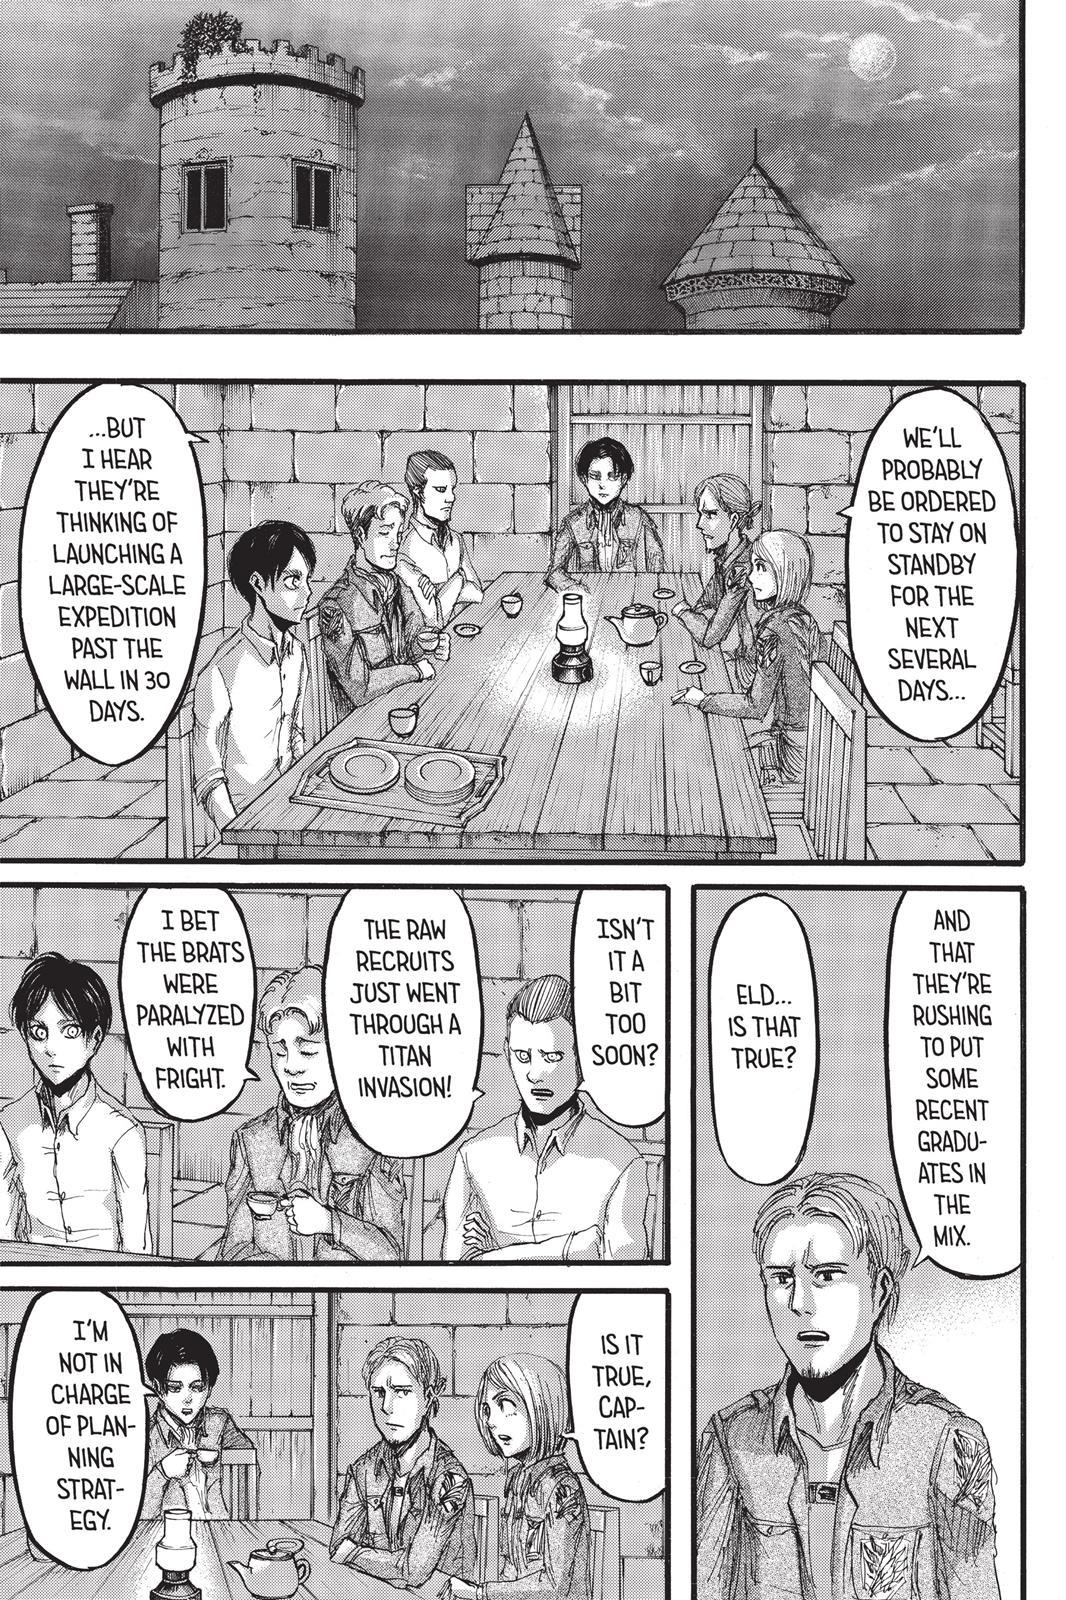 WE'LL
PROBABLY
BE ORDERED
TO STAY ON
STANDBY
FOR THE
NEXT
SEVERAL
DAYS...
...BUT
I HEAR
THEY'RE
THINKING OF
LAUNCHING A
LARGE-SCALE
EXPEDITION
PAST THE
WALL IN 30
DAYS.
AND
THAT
THEY'RE
RUSHING
TO PUT
SOME
RECENT
GRADU-
ATES IN
THE
MIX.
ELD...
IS THAT
TRUE?
ISN'T
IT A
BIT
TOO
SOON?
THE RAW
RECRUITS
JUST WENT
THROUGH A
TITAN
INVASION!
I BET
THE BRATS
WERE
PARALYZED
WITH
FRIGHT.
IS IT
TRUE,
CAP-
TAIN?
I'M
NOT IN
CHARGE
OF PLAN-
NING
STRAT-
EGY.